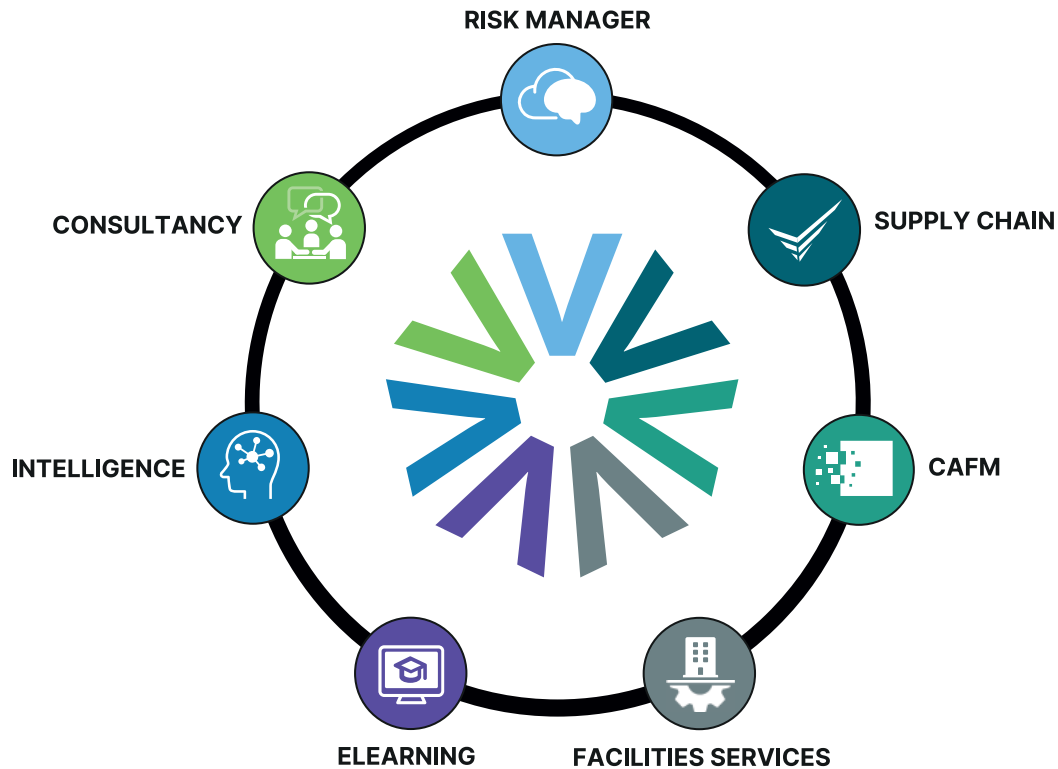 RISK MANAGER
CONSULTANCY
SUPPLY CHAIN
INTELLIGENCE
CAFM
ELEARNING
FACILITIES SERVICES